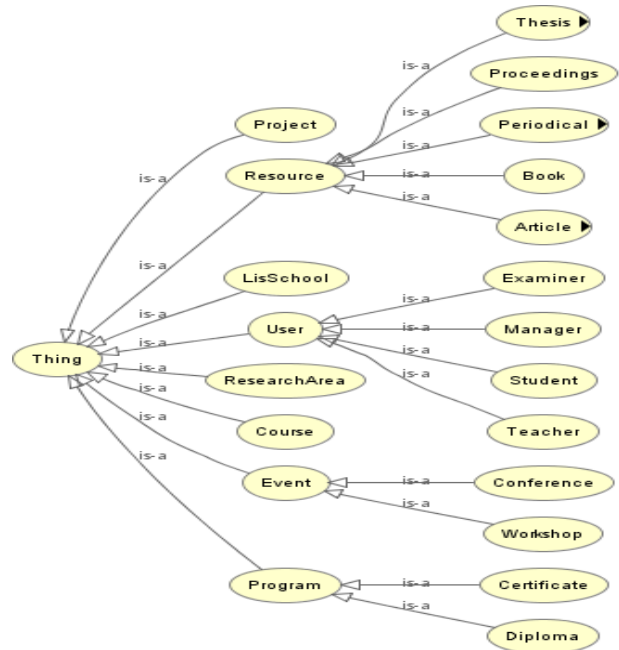 Thesis
is-a
Proceedings
is-a
Project
Periodical
is-a
is-a
Resource
is-a
Book
is-a
Article
is-a
LisSchool
Examiner
is-a
is-a
User
is-a
Manager
is-a
Thing
is-a
ResearchArea
is-a
Student
is-a
is-a
Course
Teacher
is-a
is-a
Event
is-a
Conference
is-a
Workshop
Program
is-a
Certificate
is-a
Diploma